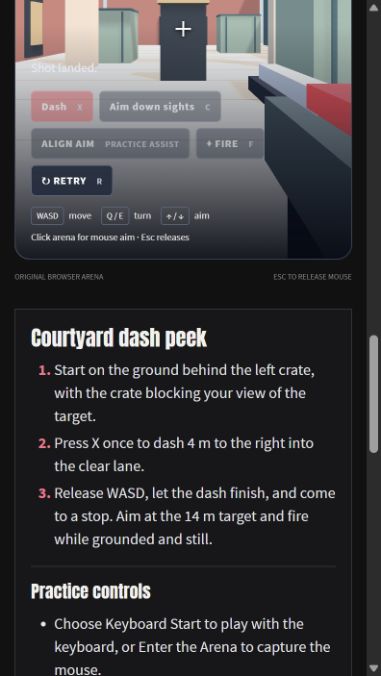 Shot landed.
Dash X Aim down sights C
ALIGN AIM PRACTICE ASSIST + FIRE F
↻ RETRY R
WASD move Q/E turn ↑/↓ aim
Click arena for mouse aim · Esc releases
ORIGINAL BROWSER ARENA ESC TO RELEASE MOUSE
Courtyard dash peek
1. Start on the ground behind the left crate,
with the crate blocking your view of the
target.
2. Press X once to dash 4 m to the right into
the clear lane.
3. Release WASD, let the dash finish, and come
to a stop. Aim at the 14 m target and fire
while grounded and still.
Practice controls
• Choose Keyboard Start to play with the
keyboard, or Enter the Arena to capture the
mouse.